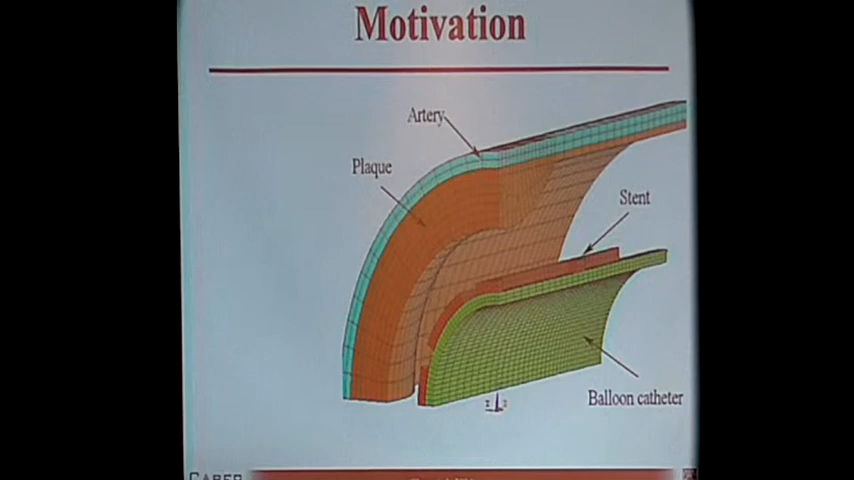 Motivation
Artery
Plaque
Stent
Balloon catheter